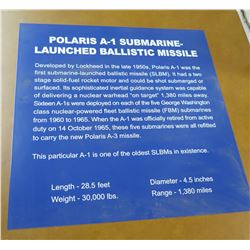 POLARIS A-1 SUBMARINE-
LAUNCHED BALLISTIC MISSILE
Developed by Lockheed in the late 1950s, Polaris A-1 was the
first submarine-launched ballistic missile (SLBM). It had a two
stage solid-fuel rocket motor and could be shot submerged or
surfaced. Its sophisticated inertial guidance system was capable
of delivering a nuclear warhead "on target" 1,380 miles away.
Sixteen A-1s were deployed on each of the five George Washington
class nuclear-powered fleet ballistic missile (FBM) submarines
from 1960 to 1965. When the A-1 was officially retired from active
duty on 14 October 1965, these five submarines were all refitted
to carry the new Polaris A-3 missile.
This particular A-1 is one of the oldest SLBMs in existence.
Length - 28.5 feet
Diameter - 4.5 inches
Weight - 30,000 lbs.
Range - 1,380 miles